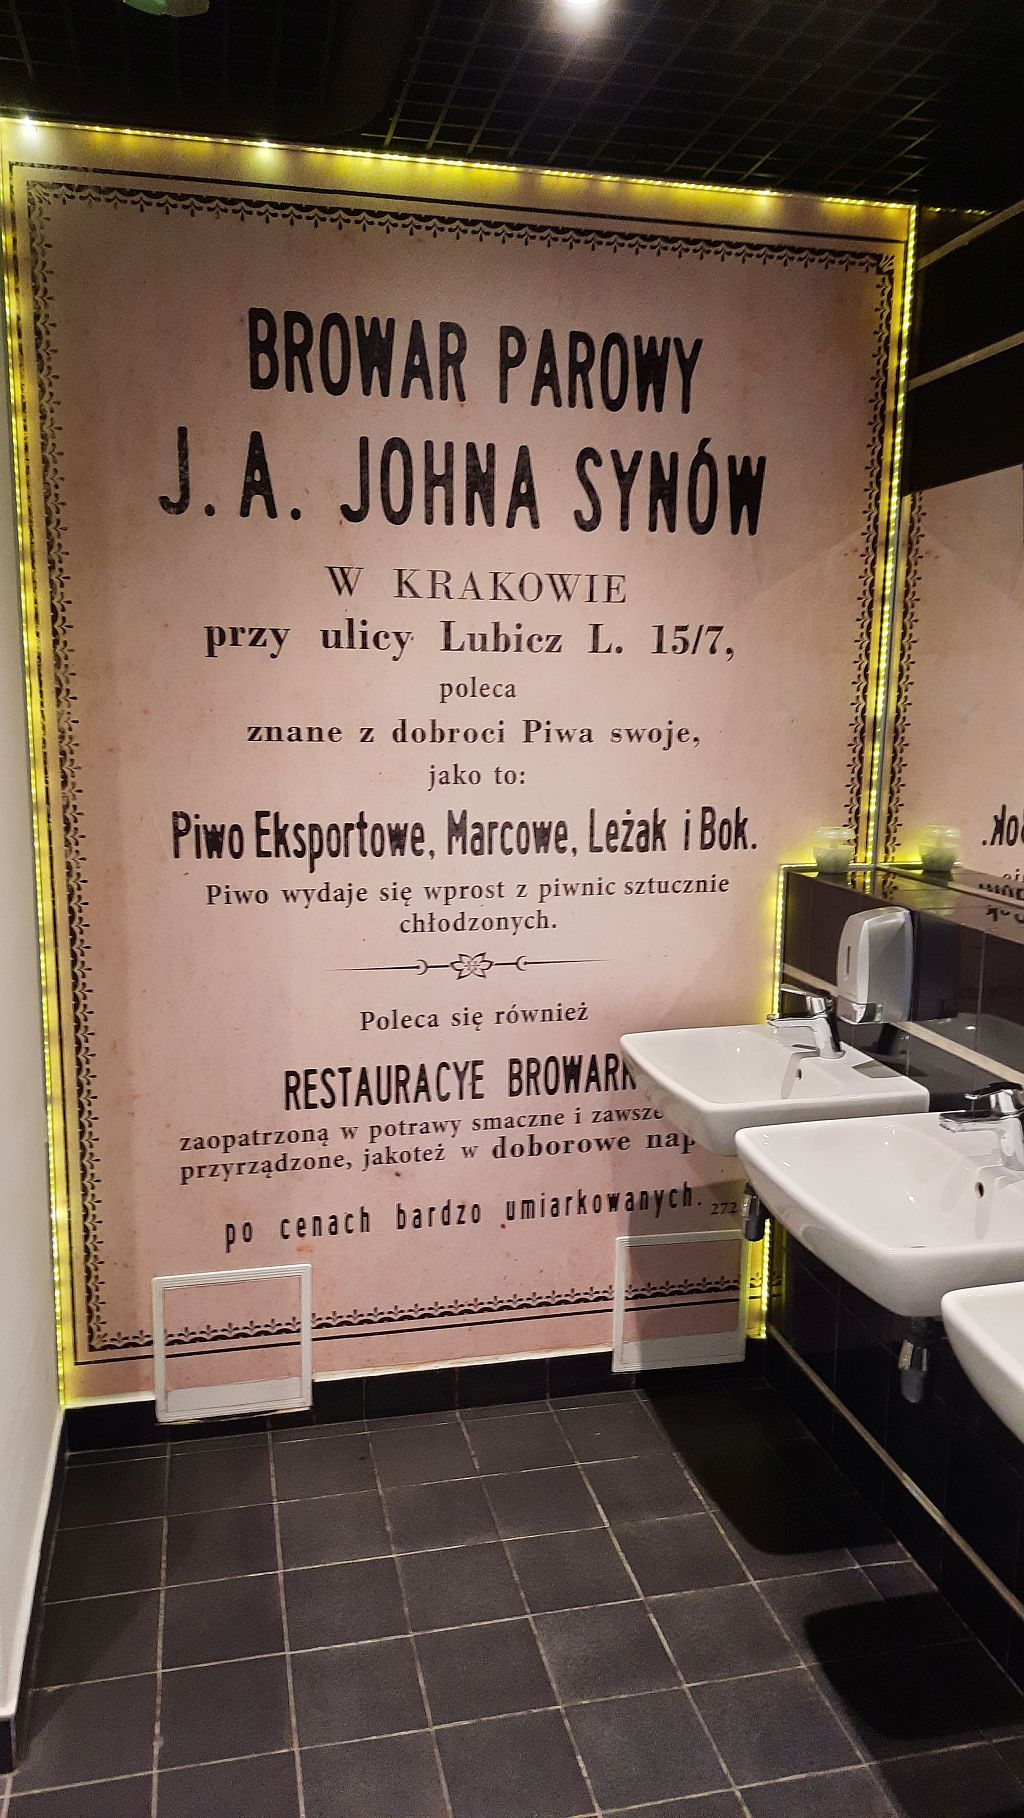 BROWAR PAROWY
J. A. JOHNA SYNÓW
W KRAKOWIE
przy ulicy Lubicz L. 15/7,
poleca
znane z dobroci Piwa swoje,
jako to:
Piwo Eksportowe, Marcowe, Leżak i Bok.
Piwo wydaje się wprost z piwnic sztucznie
chłodzonych.
Poleca się również
RESTAURACYE
zaopatrzoną w potrawy smaczne i zawsze
przyrządzone, jakoteż w doborowe
po cenach bardzo umiarkowanych.
272